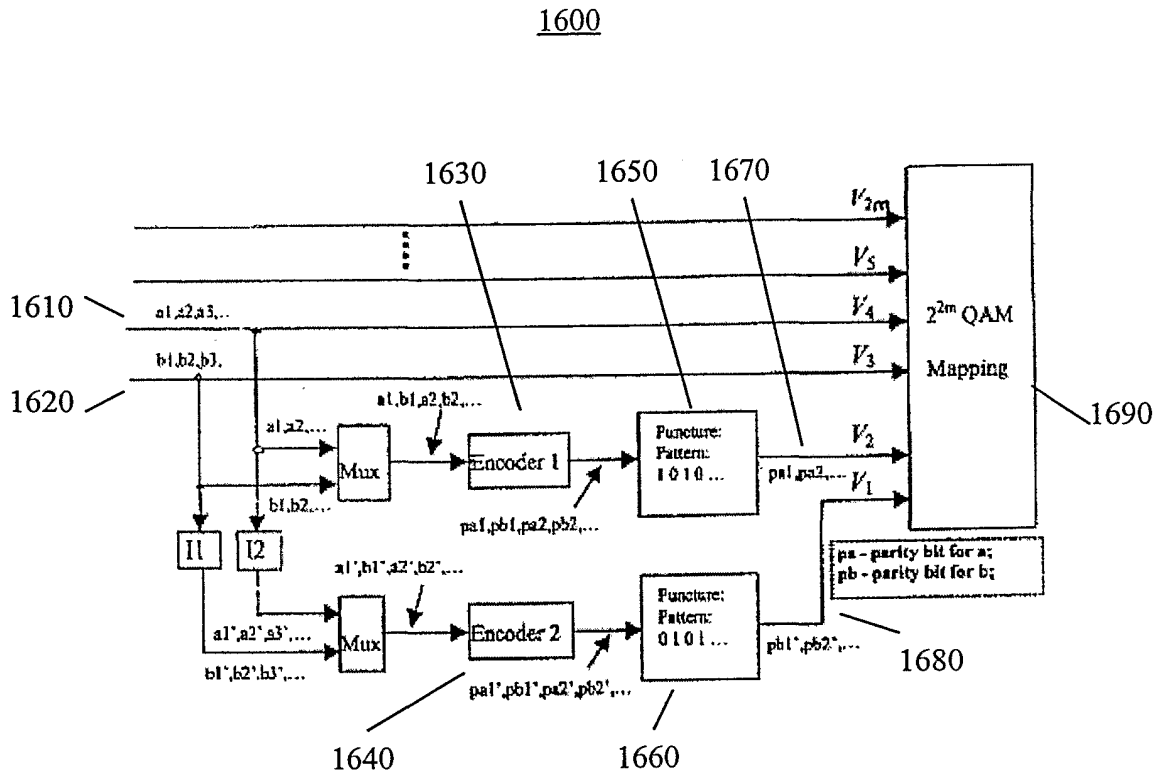 1600
1630
1650
1670
V2m
V5
1610
a1,a2,a3,..
V4
2^2m QAM
Mapping
b1,b2,b3,
V3
1620
1690
a1,b1,a2,b2,...
a1,a2,...
Mux
Encoder 1
Puncture:
Pattern:
1 0 1 0 ...
V2
pa1,pa2,...
V1
b1,b2,...
pa1,pb1,pa2,pb2,...
I1
I2
pa - parity bit for a;
pb - parity bit for b;
a1',b1',a2',b2',...
Mux
Encoder 2
Puncture:
Pattern:
0 1 0 1 ...
a1',a2',a3',...
b1',b2',b3',...
pb1',pb2',...
1680
pa1',pb1',pa2',pb2',...
1640
1660